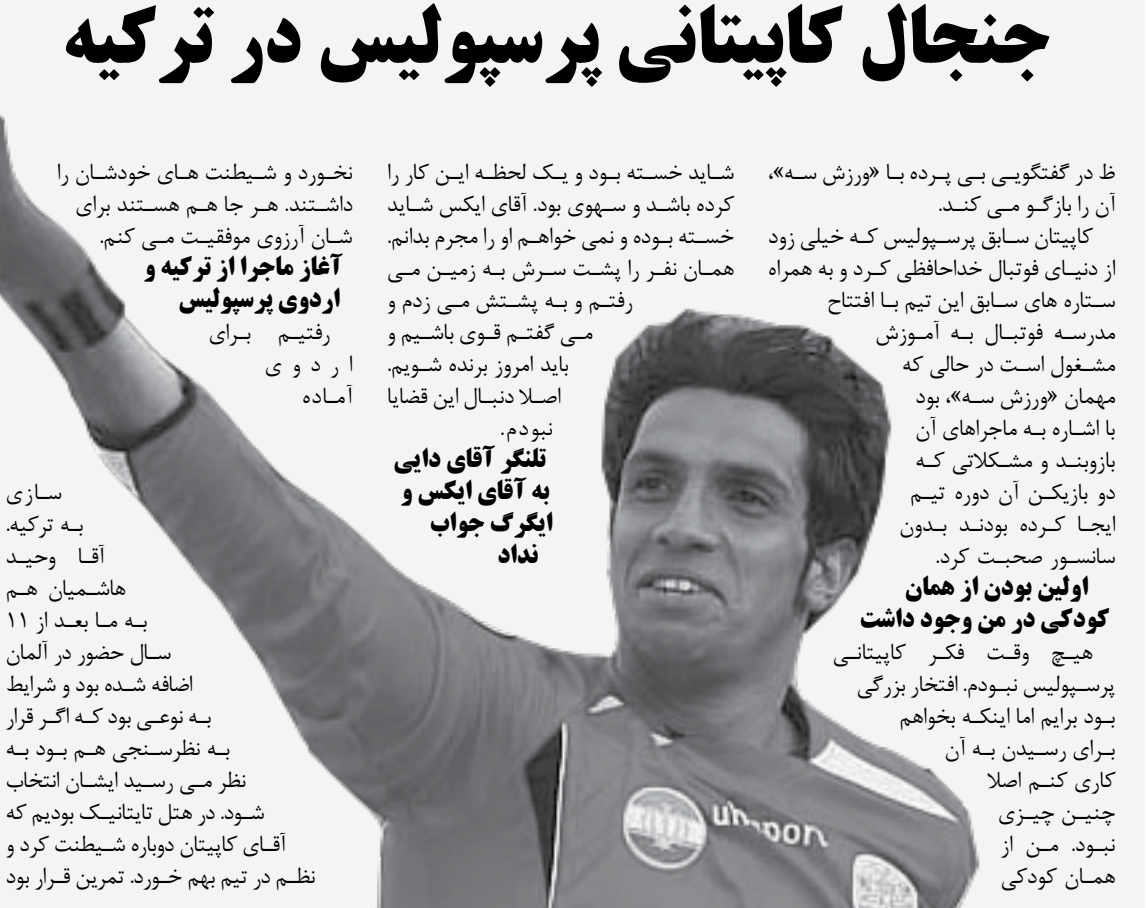 جنجال کاپیتانی پرسپولیس در ترکیه
ظ در گفتگویی بی پرده با «ورزش سه»،
آن را بازگو می کند.
کاپیتان سابق پرسپولیس که خیلی زود
از دنیای فوتبال خداحافظی کرد و به همراه
ستاره های سابق این تیم با افتتاح
مدرسه فوتبال به آموزش
مشغول است در حالی که
مهمان «ورزش سه»، بود
با اشاره به ماجراهای آن
بازوبند و مشکلاتی که
دو بازیکن آن دوره تیم
ایجا کرده بودند بدون
سانسور صحبت کرد.
اولین بودن از همان
کودکی در من وجود داشت
هیچ وقت فکر کاپیتانی
پرسپولیس نبودم. افتخار بزرگی
بود برایم اما اینکه بخواهم
برای رسیدن به آن
کاری کنم اصلا
چنین چیزی
نبود. من از
همان کودکی
شاید خسته بود و یک لحظه این کار را
کرده باشد و سهوی بود. آقای ایکس شاید
خسته بوده و نمی خواهم او را مجرم بدانم.
همان نفر را پشت سرش به زمین می
رفتم و به پشتش می زدم و
می گفتم قوی باشیم و
باید امروز برنده شویم.
اصلا دنبال این قضایا
نبودم.
تلنگر آقای دایی
به آقای ایکس و
ایگرگ جواب
نداد
نخورد و شیطنت های خودشان را
داشتند. هر جا هم هستند برای
شان آرزوی موفقیت می کنم.
آغاز ماجرا از ترکیه و
اردوی پرسپولیس
رفتیم برای
اردوی
آماده
سازی
به ترکیه.
آقا وحید
هاشمیان هم
به ما بعد از ۱۱
سال حضور در آلمان
اضافه شده بود و شرایط
به نوعی بود که اگر قرار
به نظرسنجی هم بود به
نظر می رسید ایشان انتخاب
شود. در هتل تایتانیک بودیم که
آقای کاپیتان دوباره شیطنت کرد و
نظم در تیم بهم خورد. تمرین قرار بود
uhlsport